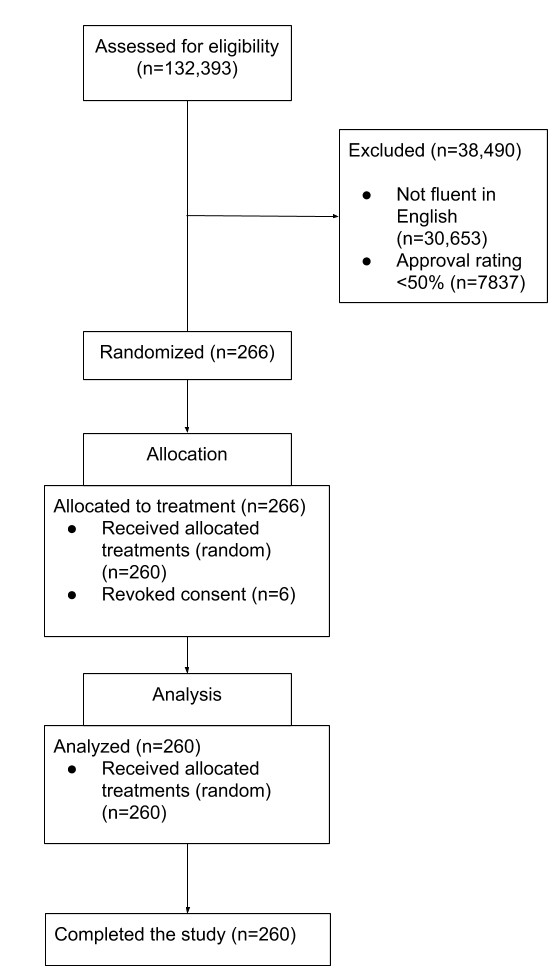 Assessed for eligibility
(n=132,393)
Excluded (n=38,490)
● Not fluent in
English
(n=30,653)
● Approval rating
<50% (n=7837)
Randomized (n=266)
Allocation
Allocated to treatment (n=266)
● Received allocated
treatments (random)
(n=260)
● Revoked consent (n=6)
Analysis
Analyzed (n=260)
● Received allocated
treatments (random)
(n=260)
Completed the study (n=260)